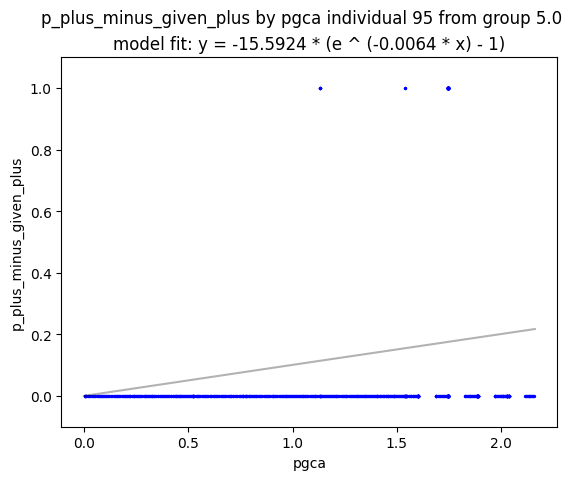 p_plus_minus_given_plus by pgca individual 95 from group 5.0
model fit: y = -15.5924 * (e ^ (-0.0064 * x) - 1)
1.0
0.8
0.6
0.4
0.2
0.0
p_plus_minus_given_plus
0.0 0.5 1.0 1.5 2.0
pgca